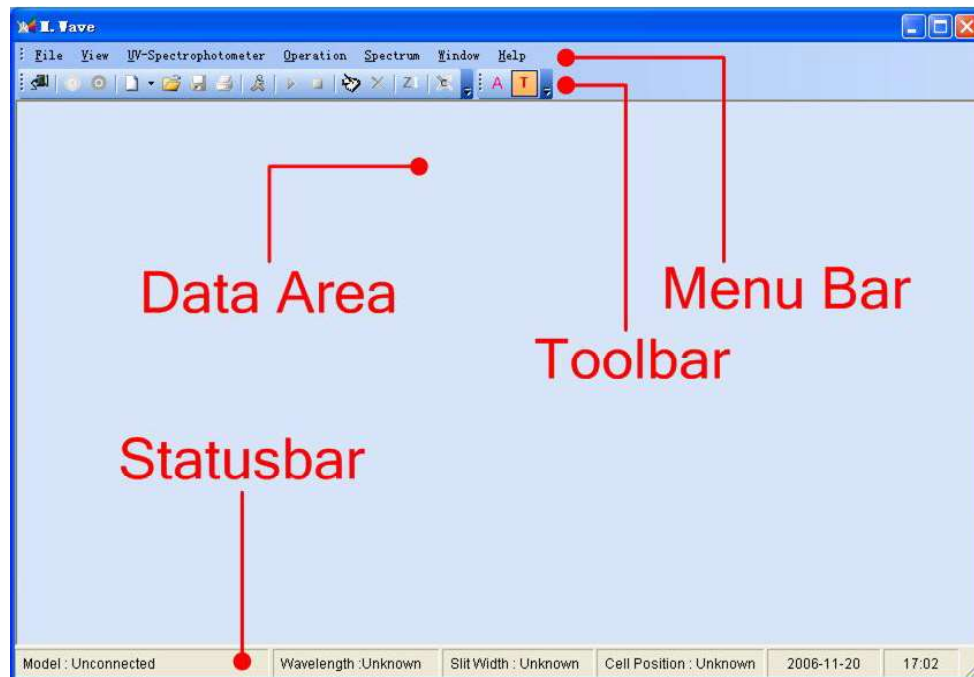 M. Wave
File View UV-Spectrophotometer Operation Spectrum Window Help
Z A T
Data Area
Menu Bar
Toolbar
Statusbar
Model : Unconnected Wavelength :Unknown Slit Width : Unknown Cell Position : Unknown 2006-11-20 17:02